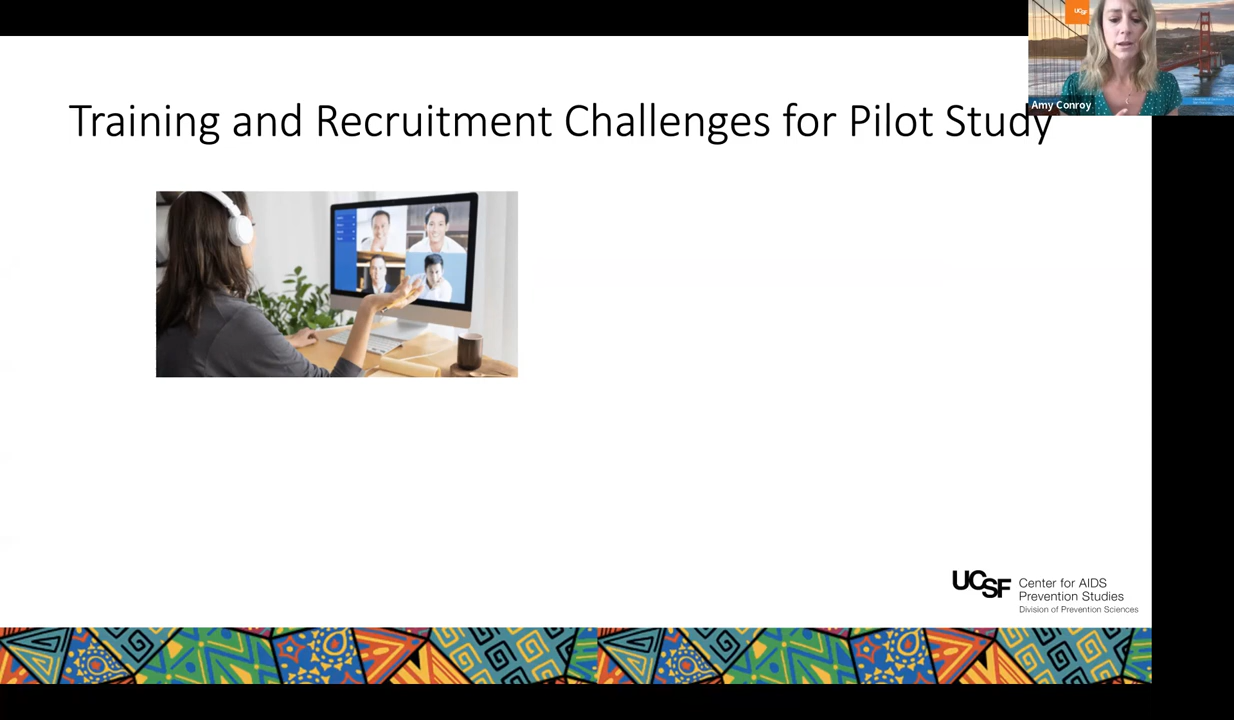 UCSF
Amy Conroy
Training and Recruitment Challenges for Pilot Study
UCSF
Center for AIDS
Prevention Studies
Division of Prevention Sciences